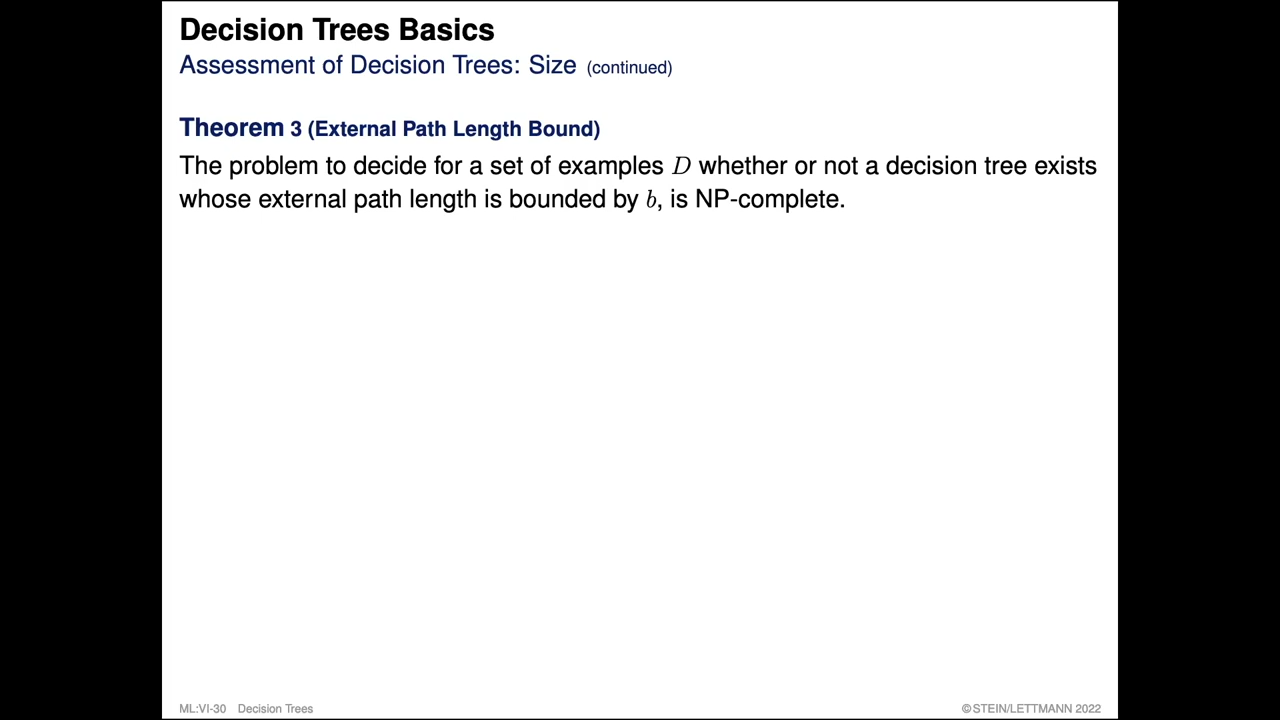 Decision Trees Basics
Assessment of Decision Trees: Size (continued)
Theorem 3 (External Path Length Bound)
The problem to decide for a set of examples D whether or not a decision tree exists
whose external path length is bounded by b, is NP-complete.
ML:VI-30 Decision Trees
©STEIN/LETTMANN 2022